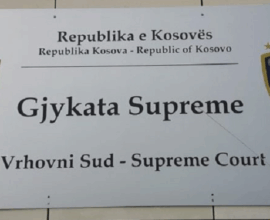 Republika e Kosovës
Republika Kosova - Republic of Kosovo
Gjykata Supreme
Vrhovni Sud - Supreme Court